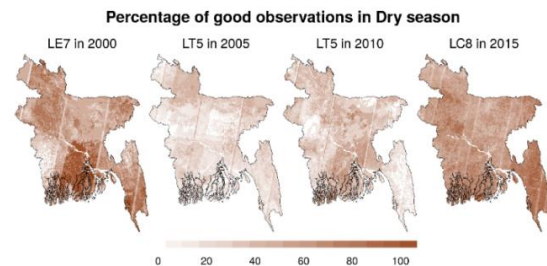 Percentage of good observations in Dry season
LE7 in 2000 LT5 in 2005 LT5 in 2010 LC8 in 2015
0 20 40 60 80 100